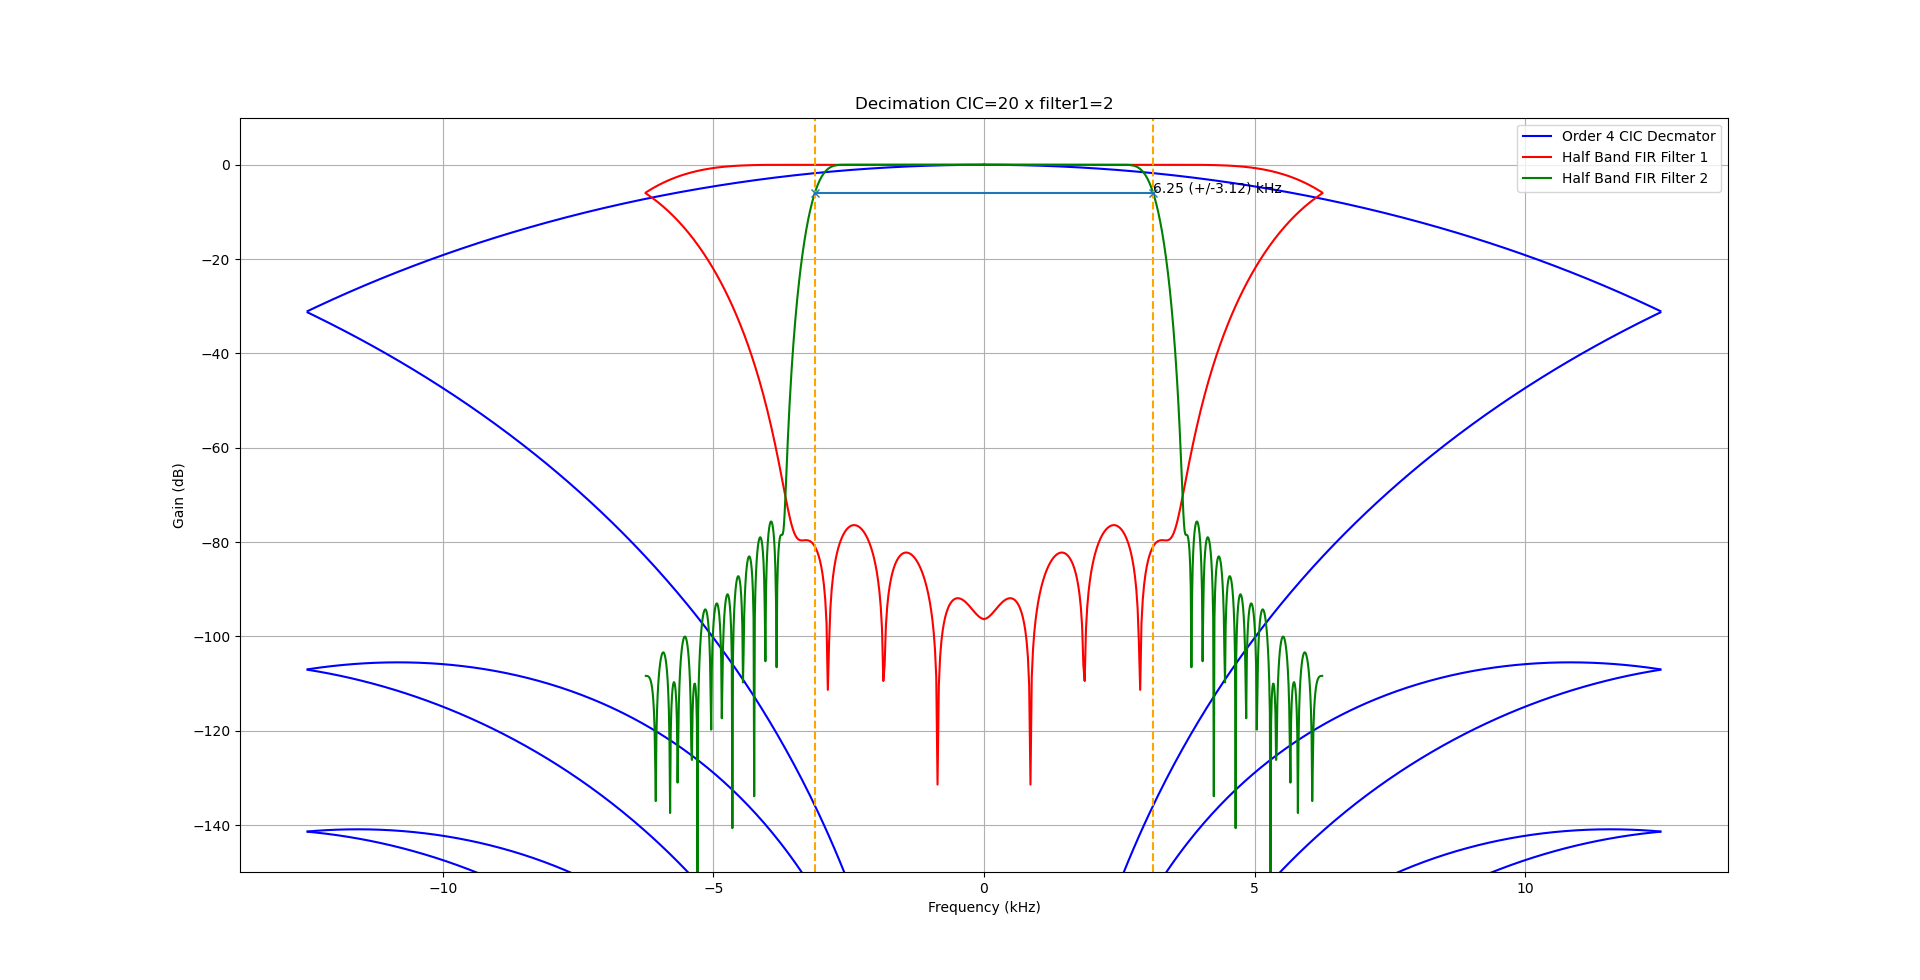 Decimation CIC=20 x filter1=2
Order 4 CIC Decmator
Half Band FIR Filter 1
Half Band FIR Filter 2
6.25 (+/-3.12) kHz
Gain (dB)
0
−20
−40
−60
−80
−100
−120
−140
−10
−5
0
5
10
Frequency (kHz)